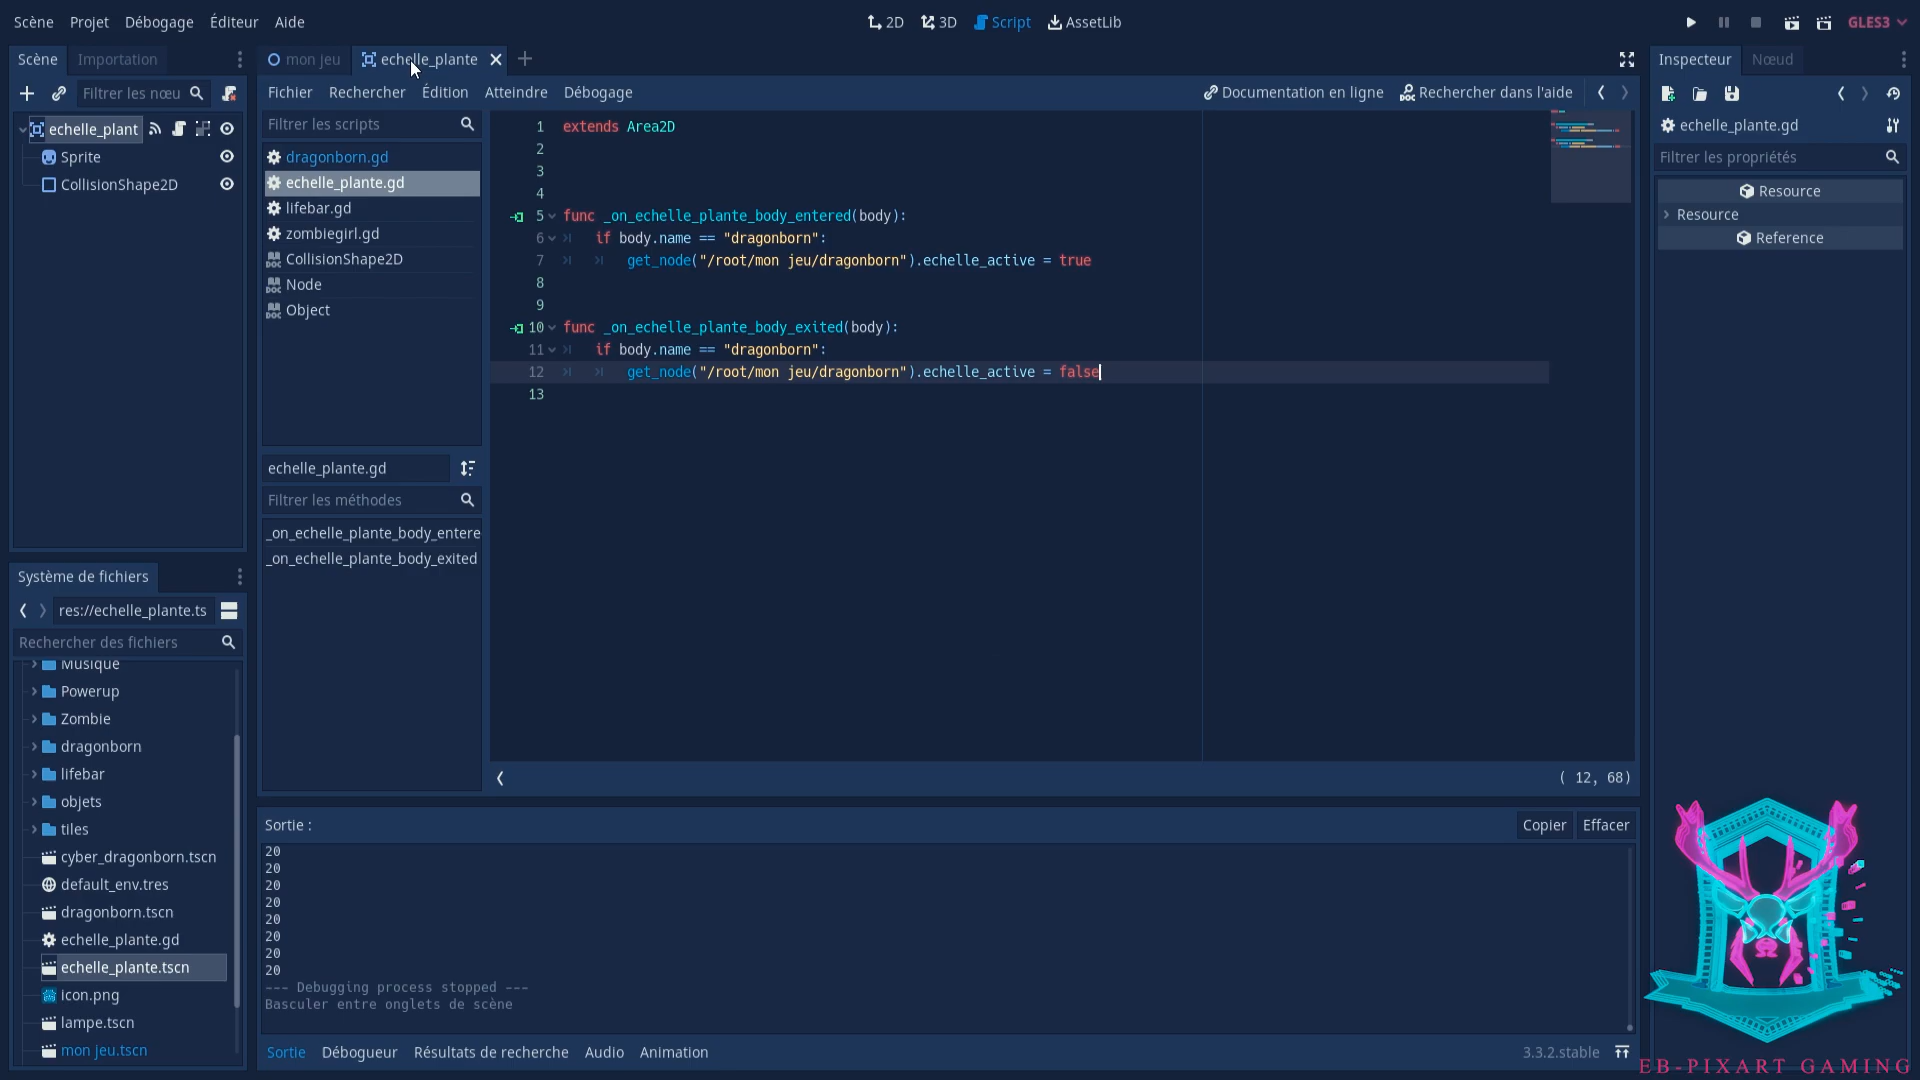 Scène Projet Débogage Éditeur Aide
2D 3D Script AssetLib
GLES3
Scène Importation
mon jeu echelle_plante
Inspecteur Nœud
Filtrer les nœu
Fichier Rechercher Édition Atteindre Débogage
Documentation en ligne Rechercher dans l'aide
echelle_plant
Sprite
CollisionShape2D
Filtrer les scripts
dragonborn.gd
echelle_plante.gd
lifebar.gd
zombiegirl.gd
CollisionShape2D
Node
Object
echelle_plante.gd
Filtrer les méthodes
_on_echelle_plante_body_entere
_on_echelle_plante_body_exited
1 extends Area2D
2
3
4
5 func _on_echelle_plante_body_entered(body):
6 if body.name == "dragonborn":
7 get_node("/root/mon jeu/dragonborn").echelle_active = true
8
9
10 func _on_echelle_plante_body_exited(body):
11 if body.name == "dragonborn":
12 get_node("/root/mon jeu/dragonborn").echelle_active = false
13
( 12, 68)
echelle_plante.gd
Filtrer les propriétés
Resource
Resource
Reference
Système de fichiers
res://echelle_plante.ts
Rechercher des fichiers
Musique
Powerup
Zombie
dragonborn
lifebar
objets
tiles
cyber_dragonborn.tscn
default_env.tres
dragonborn.tscn
echelle_plante.gd
echelle_plante.tscn
icon.png
lampe.tscn
mon jeu.tscn
Sortie :
Copier Effacer
20
20
20
20
20
20
20
20
--- Debugging process stopped ---
Basculer entre onglets de scène
Sortie Débogueur Résultats de recherche Audio Animation
3.3.2.stable
EB-PIXART GAMING